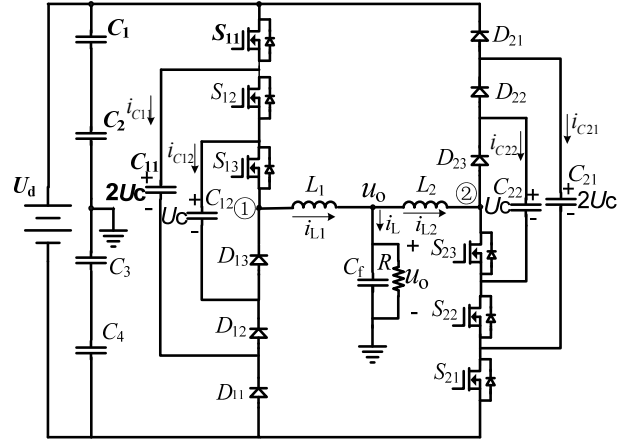 C1
S11
D21
S12
D22
iC11
C2
iC12
iC22
iC21
C11
S13
D23
Ud
2Uc
C12
L1
uo
L2
C22
C21
Uc
①
②
Uc
2Uc
iL1
iL
iL2
S23
C3
D13
Cf
R
uo
S22
C4
D12
S21
D11
+
-
+
-
+
-
+
-
+
-